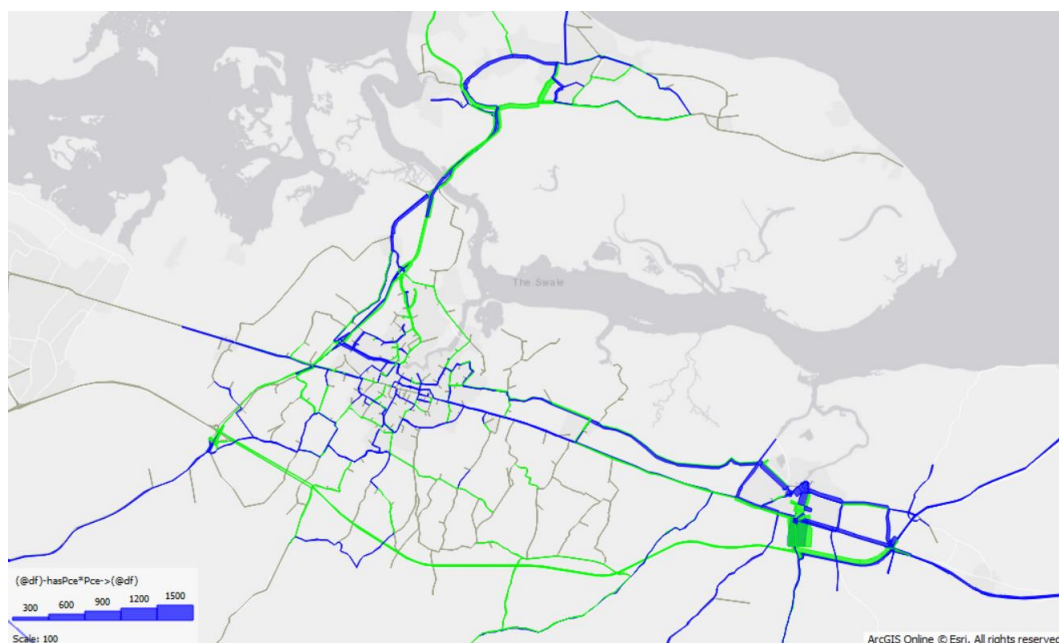 The Swale
(@df)-hasPce*Pce->(@df)
300 600 900 1200 1500
Scale: 100
ArcGIS Online © Esri. All rights reserved